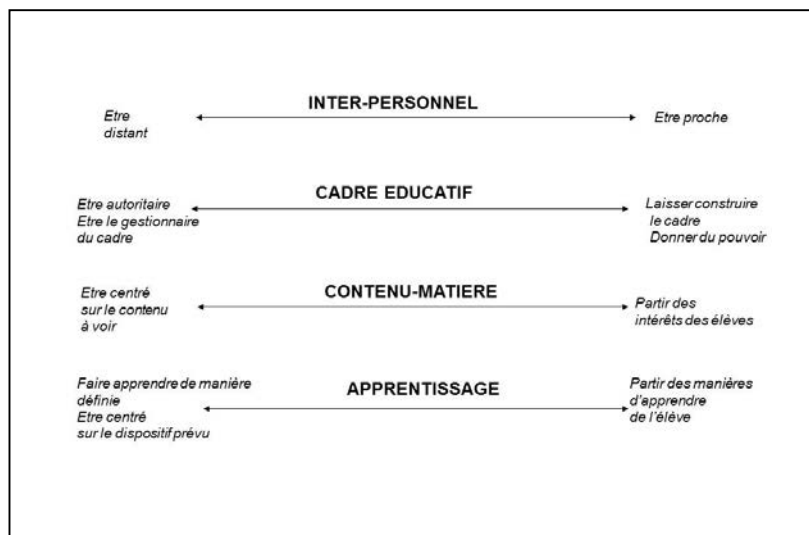 INTER-PERSONNEL
Etre
distant
Etre proche
CADRE EDUCATIF
Etre autoritaire
Etre le gestionnaire
du cadre
Laisser construire
le cadre
Donner du pouvoir
CONTENU-MATIERE
Etre centré
sur le contenu
à voir
Partir des
intérêts des élèves
APPRENTISSAGE
Faire apprendre de manière
définie
Etre centré
sur le dispositif prévu
Partir des manières
d'apprendre
de l'élève